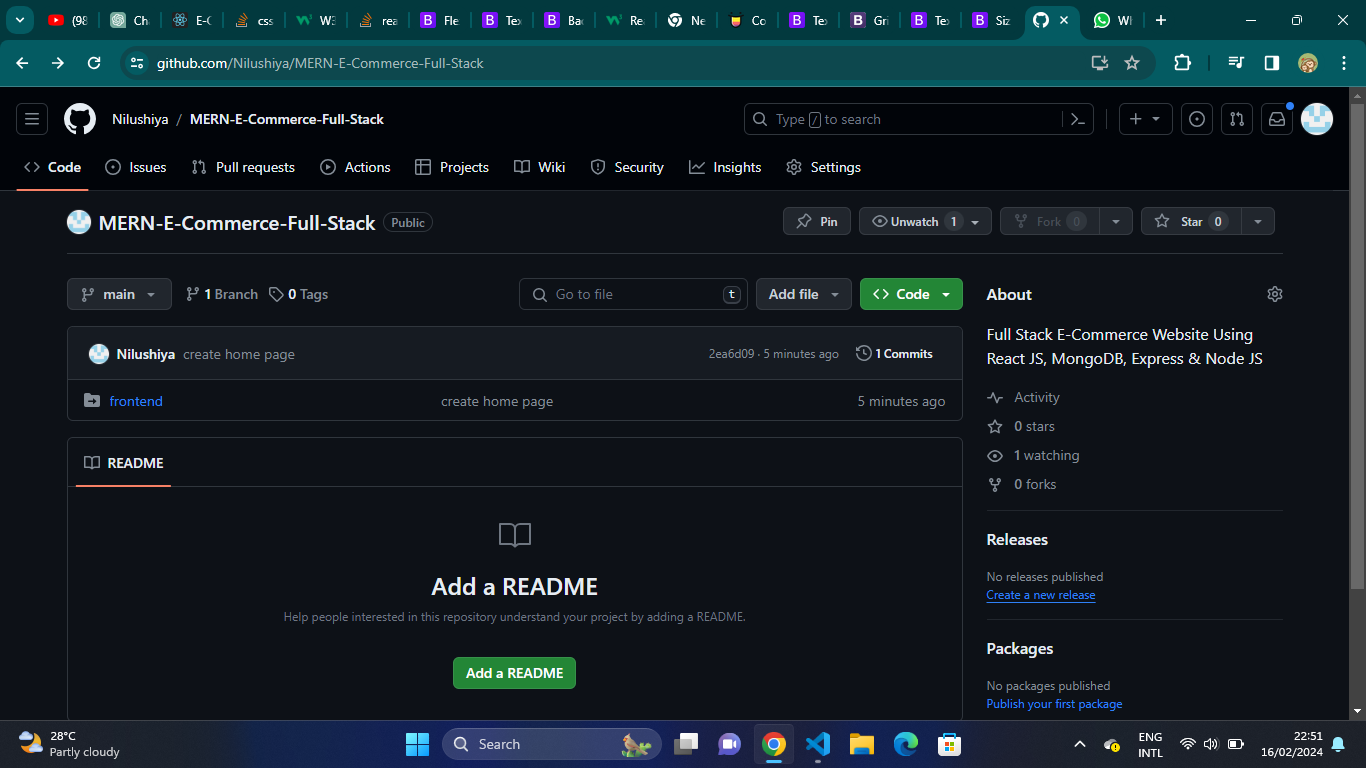 (98
Cha
E-C
css
W3
rea
Fle
Tex
Bac
Rea
Ne
Co
Tex
Gri
Tex
Siz
Wh
github.com/Nilushiya/MERN-E-Commerce-Full-Stack
Nilushiya / MERN-E-Commerce-Full-Stack
Type / to search
Code Issues Pull requests Actions Projects Wiki Security Insights Settings
MERN-E-Commerce-Full-Stack Public
Pin Unwatch 1 Fork 0 Star 0
main 1 Branch 0 Tags
Go to file t Add file Code
Nilushiya create home page 2ea6d09 · 5 minutes ago 1 Commits
frontend create home page 5 minutes ago
README
Add a README
Help people interested in this repository understand your project by adding a README.
Add a README
About
Full Stack E-Commerce Website Using
React JS, MongoDB, Express & Node JS
Activity
0 stars
1 watching
0 forks
Releases
No releases published
Create a new release
Packages
No packages published
Publish your first package
28°C
Partly cloudy
Search
ENG
INTL
22:51
16/02/2024